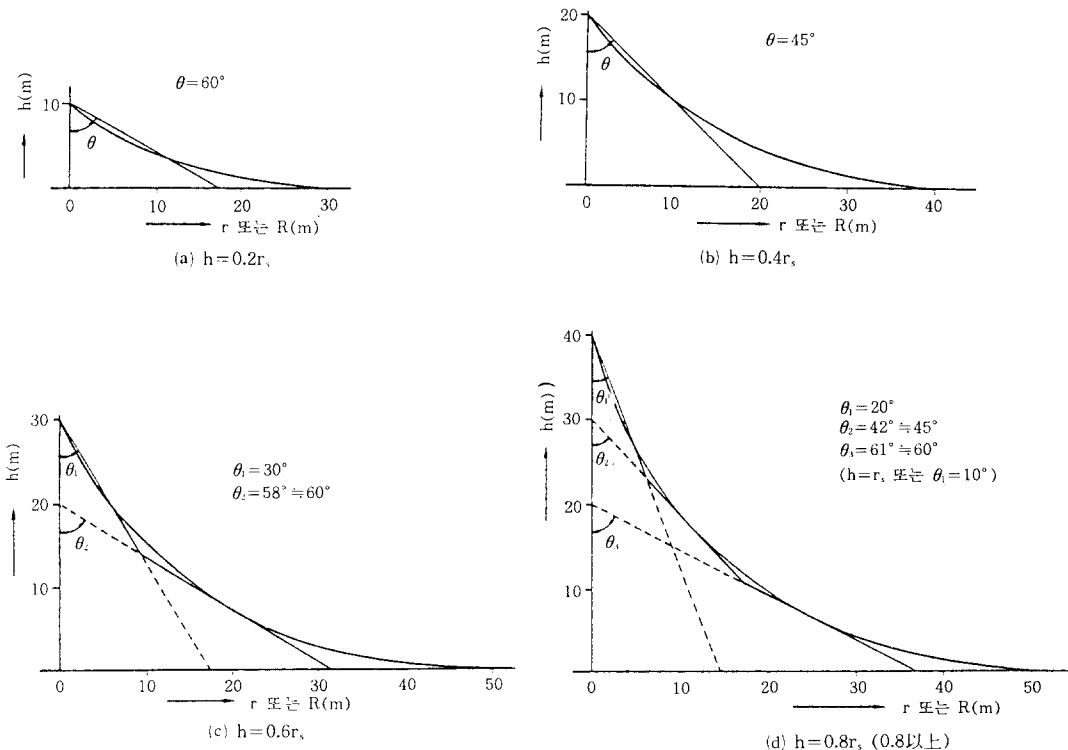 h(m)
10
θ=60°
θ
0 10 20 30
r 또는 R(m)
(a) h=0.2rₛ
h(m)
20
10
θ=45°
θ
0 10 20 30 40
r 또는 R(m)
(b) h=0.4rₛ
h(m)
30
20
10
θ₁
θ₂
θ₁=30°
θ₂=58°≒60°
0 10 20 30 40 50
r 또는 R(m)
(c) h=0.6rₛ
h(m))
40
30
20
10
θ₁
θ₂
θ₃
θ₁=20°
θ₂=42°≒45°
θ₃=61°≒60°
(h=rₛ 또는 θ₁=10°)
0 10 20 30 40 50
r 또는 R(m)
(d) h=0.8rₛ (0.8以上)